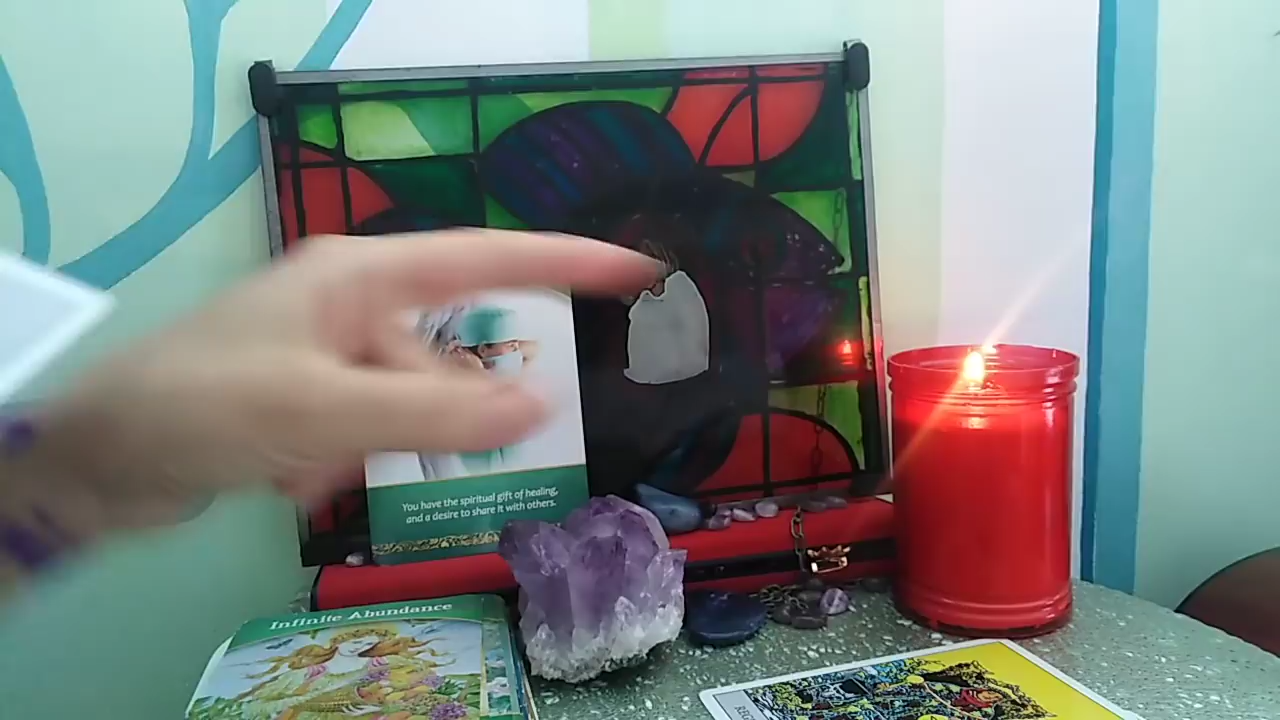 You have the spiritual gift of healing,
and a desire to share it with others.
Infinite Abundance